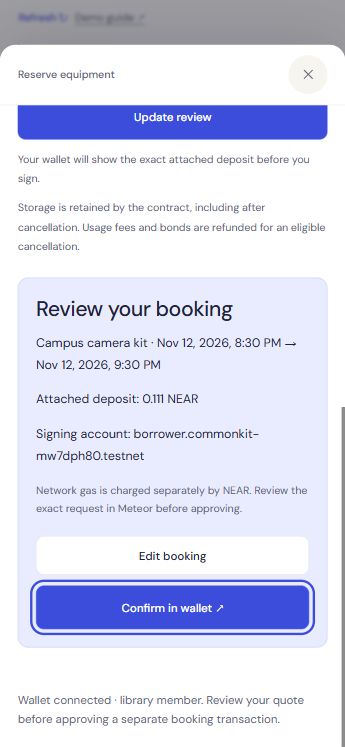 Refresh ↻ Demo guide ↗
Reserve equipment
Update review
Your wallet will show the exact attached deposit before you
sign.
Storage is retained by the contract, including after
cancellation. Usage fees and bonds are refunded for an eligible
cancellation.
Review your booking
Campus camera kit · Nov 12, 2026, 8:30 PM →
Nov 12, 2026, 9:30 PM
Attached deposit: 0.111 NEAR
Signing account: borrower.commonkit-
mw7dph80.testnet
Network gas is charged separately by NEAR. Review the
exact request in Meteor before approving.
Edit booking
Confirm in wallet ↗
Wallet connected · library member. Review your quote
before approving a separate booking transaction.